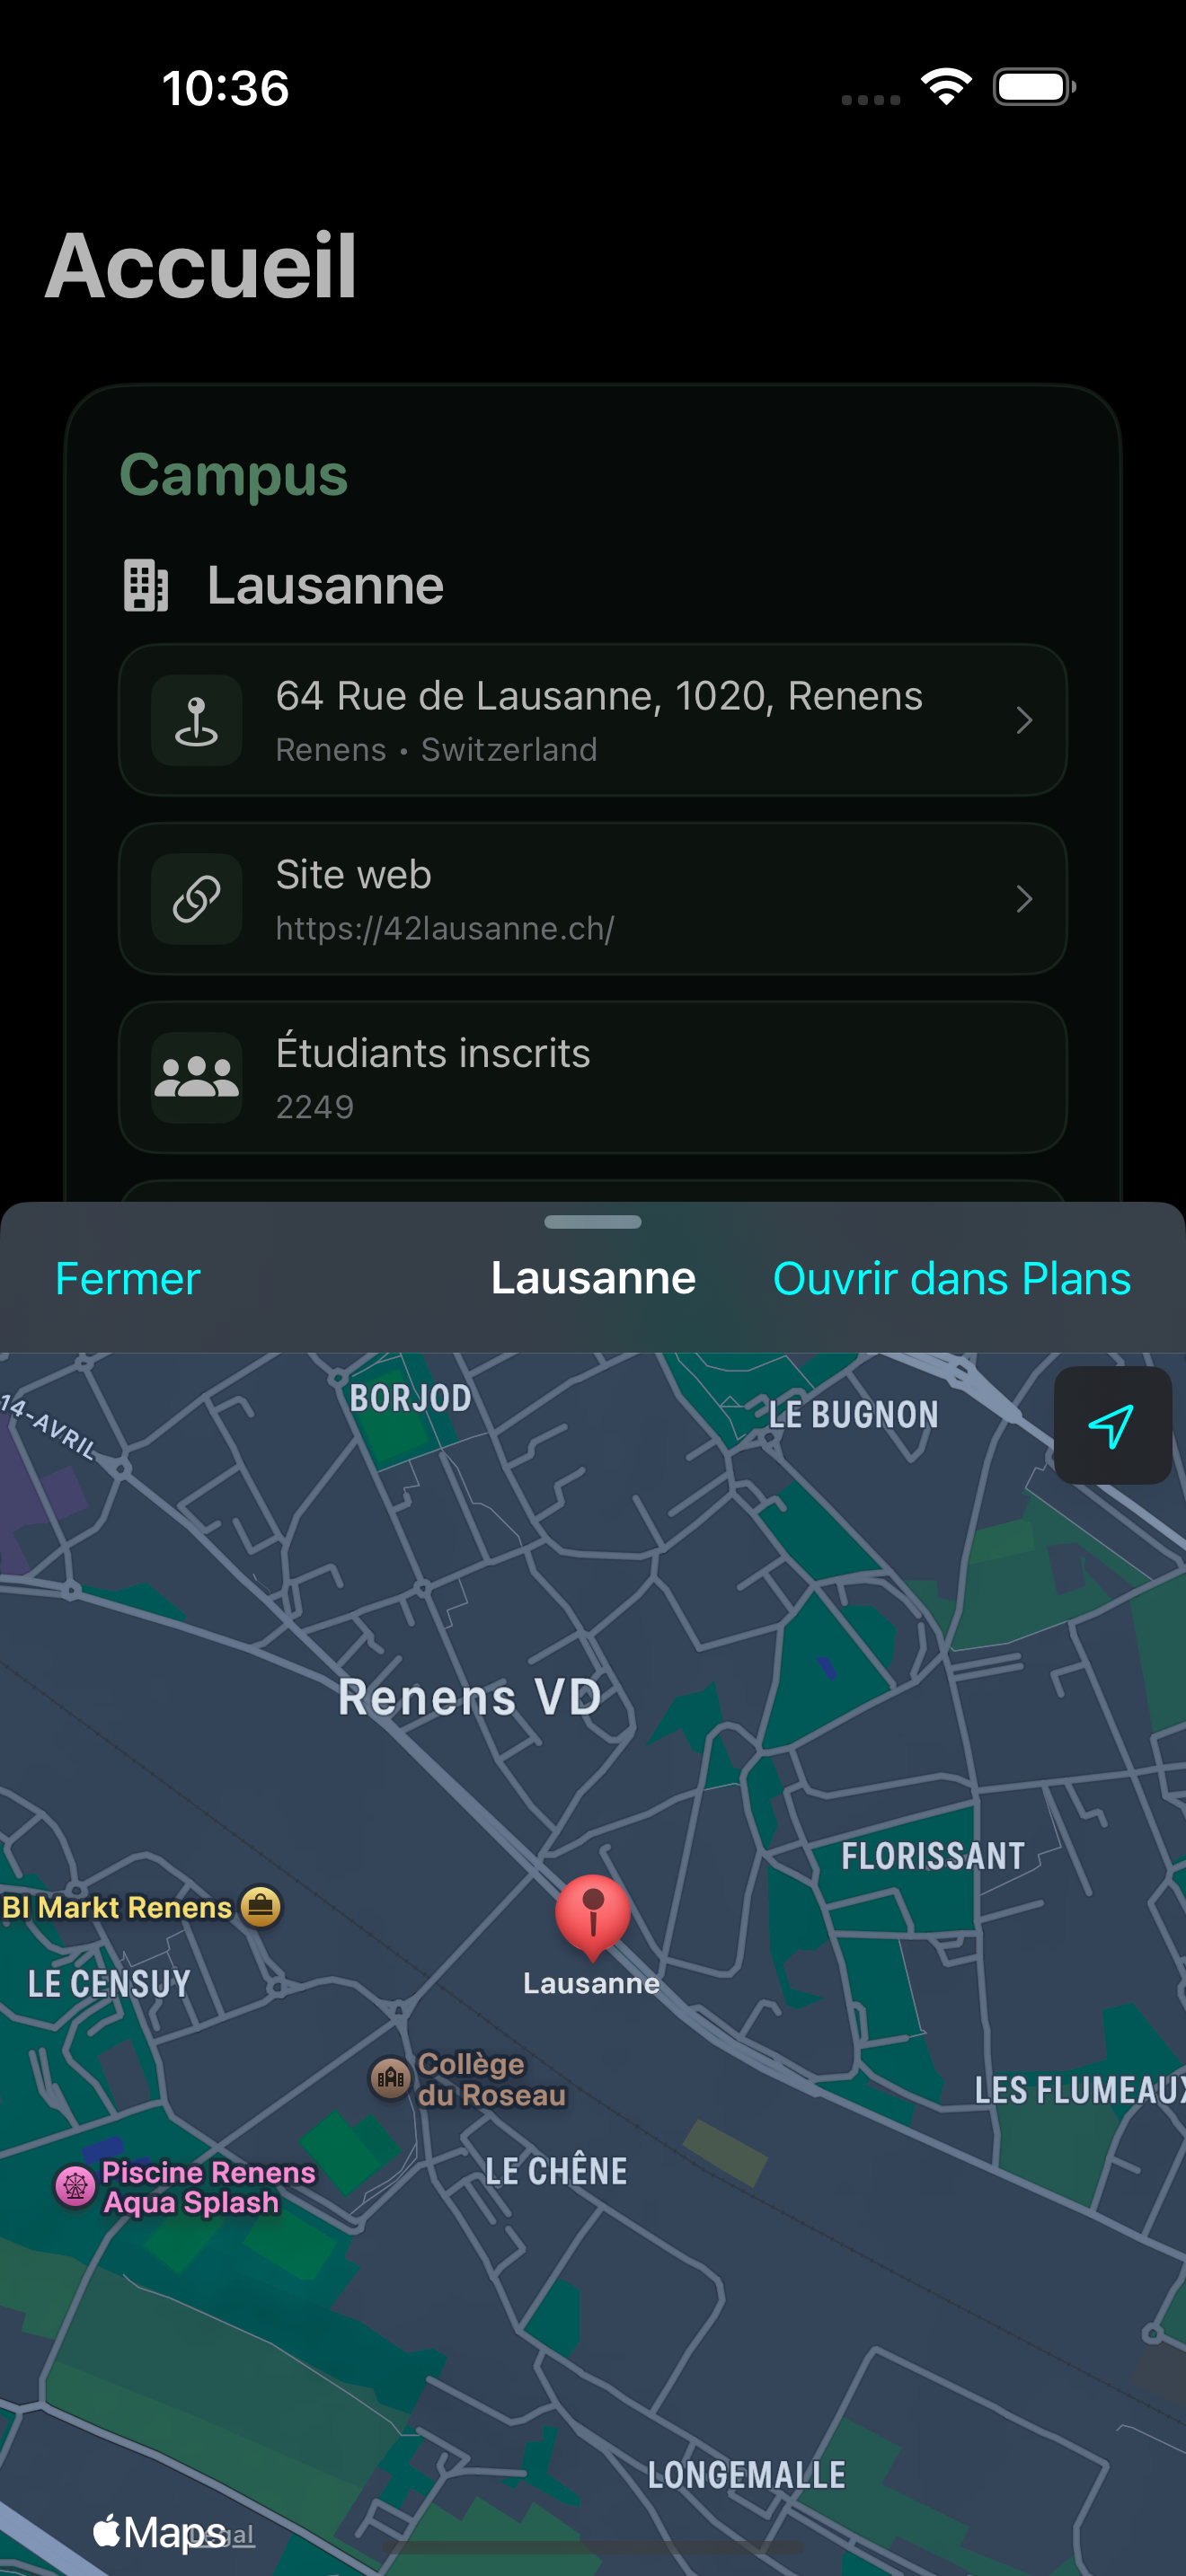 10:36
Accueil
Campus
Lausanne
64 Rue de Lausanne, 1020, Renens
Renens • Switzerland
Site web
https://42lausanne.ch/
Étudiants inscrits
2249
Fermer
Lausanne
Ouvrir dans Plans
14-AVRIL
BORJOD
LE BUGNON
Renens VD
FLORISSANT
BI Markt Renens
LE CENSUY
Lausanne
Collège
du Roseau
LES FLUMEAUX
LE CHÊNE
Piscine Renens
Aqua Splash
LONGEMALLE
Maps
Legal